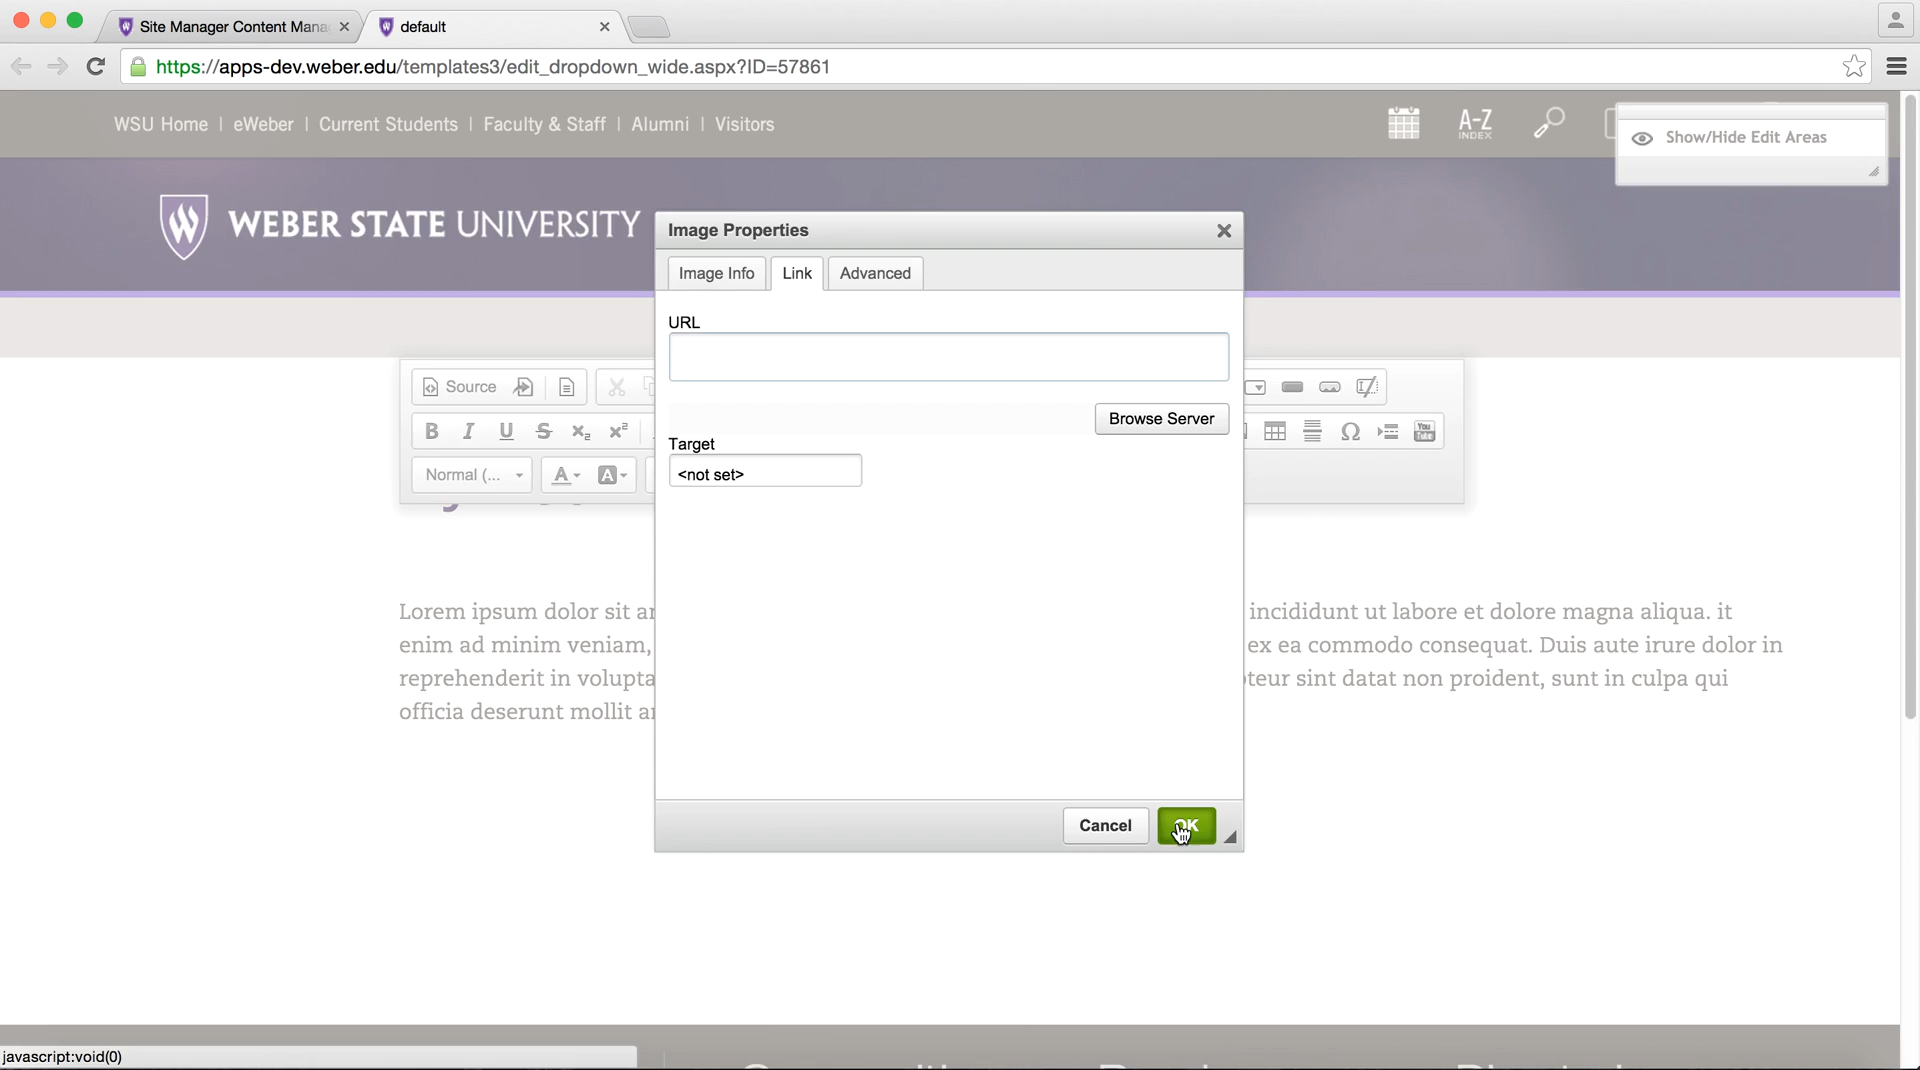 Site Manager Content Mana
default
https://apps-dev.weber.edu/templates3/edit_dropdown_wide.aspx?ID=57861
WSU Home | eWeber | Current Students | Faculty & Staff | Alumni | Visitors
A-Z
INDEX
Show/Hide Edit Areas
WEBER STATE UNIVERSITY
Image Properties
Image Info Link Advanced
URL
Source
Browse Server
B I U S x₂ x²
You
Tube
Target
<not set>
Normal (...
A A
Lorem ipsum dolor sit incididunt ut labore et dolore magna aliqua. it
enim ad minim veniam, ex ea commodo consequat. Duis aute irure dolor in
reprehenderit in volupta teur sint datat non proident, sunt in culpa qui
officia deserunt mollit
Cancel OK
javascript:void(0)